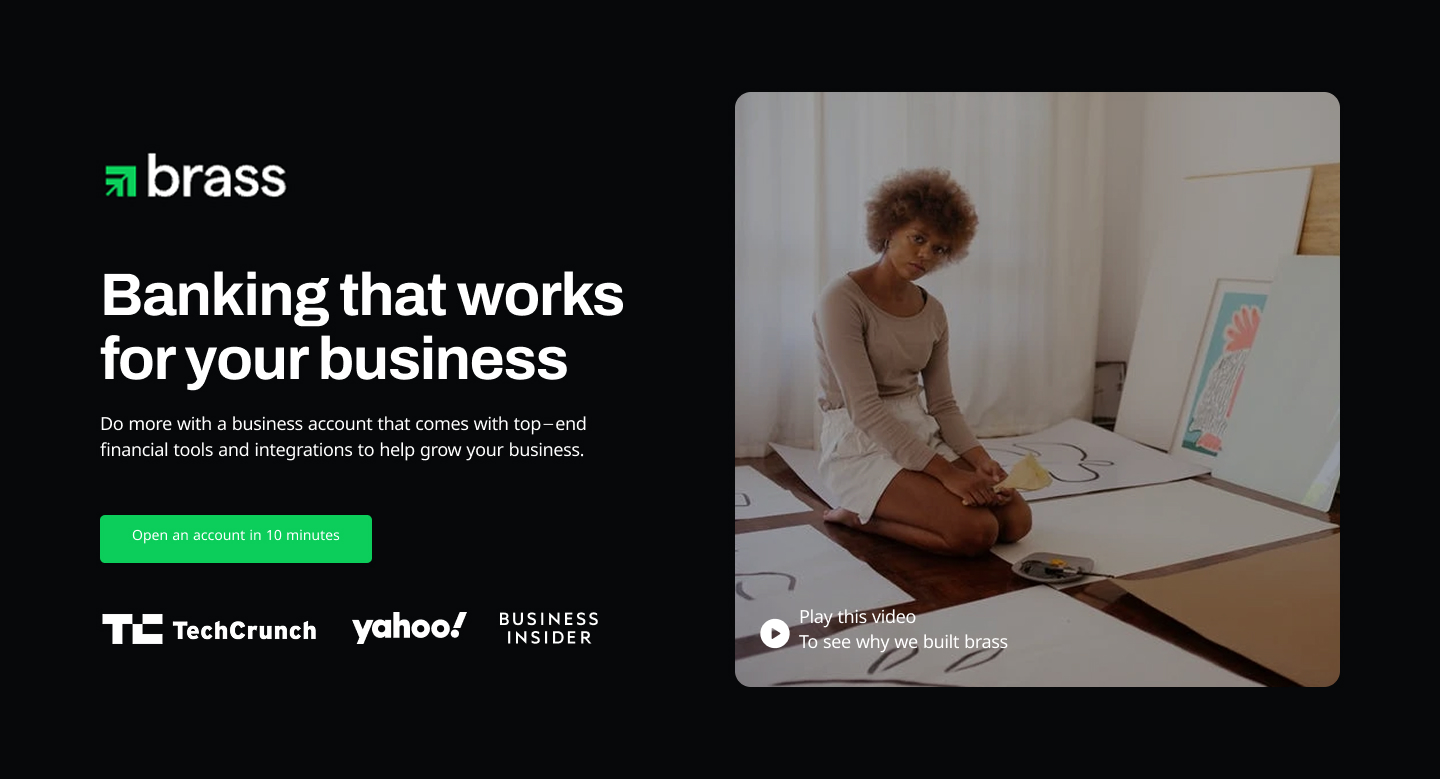 brass
Banking that works
for your business
Do more with a business account that comes with top–end
financial tools and integrations to help grow your business.
Open an account in 10 minutes
TC TechCrunch
yahoo!
BUSINESS
INSIDER
Play this video
To see why we built brass